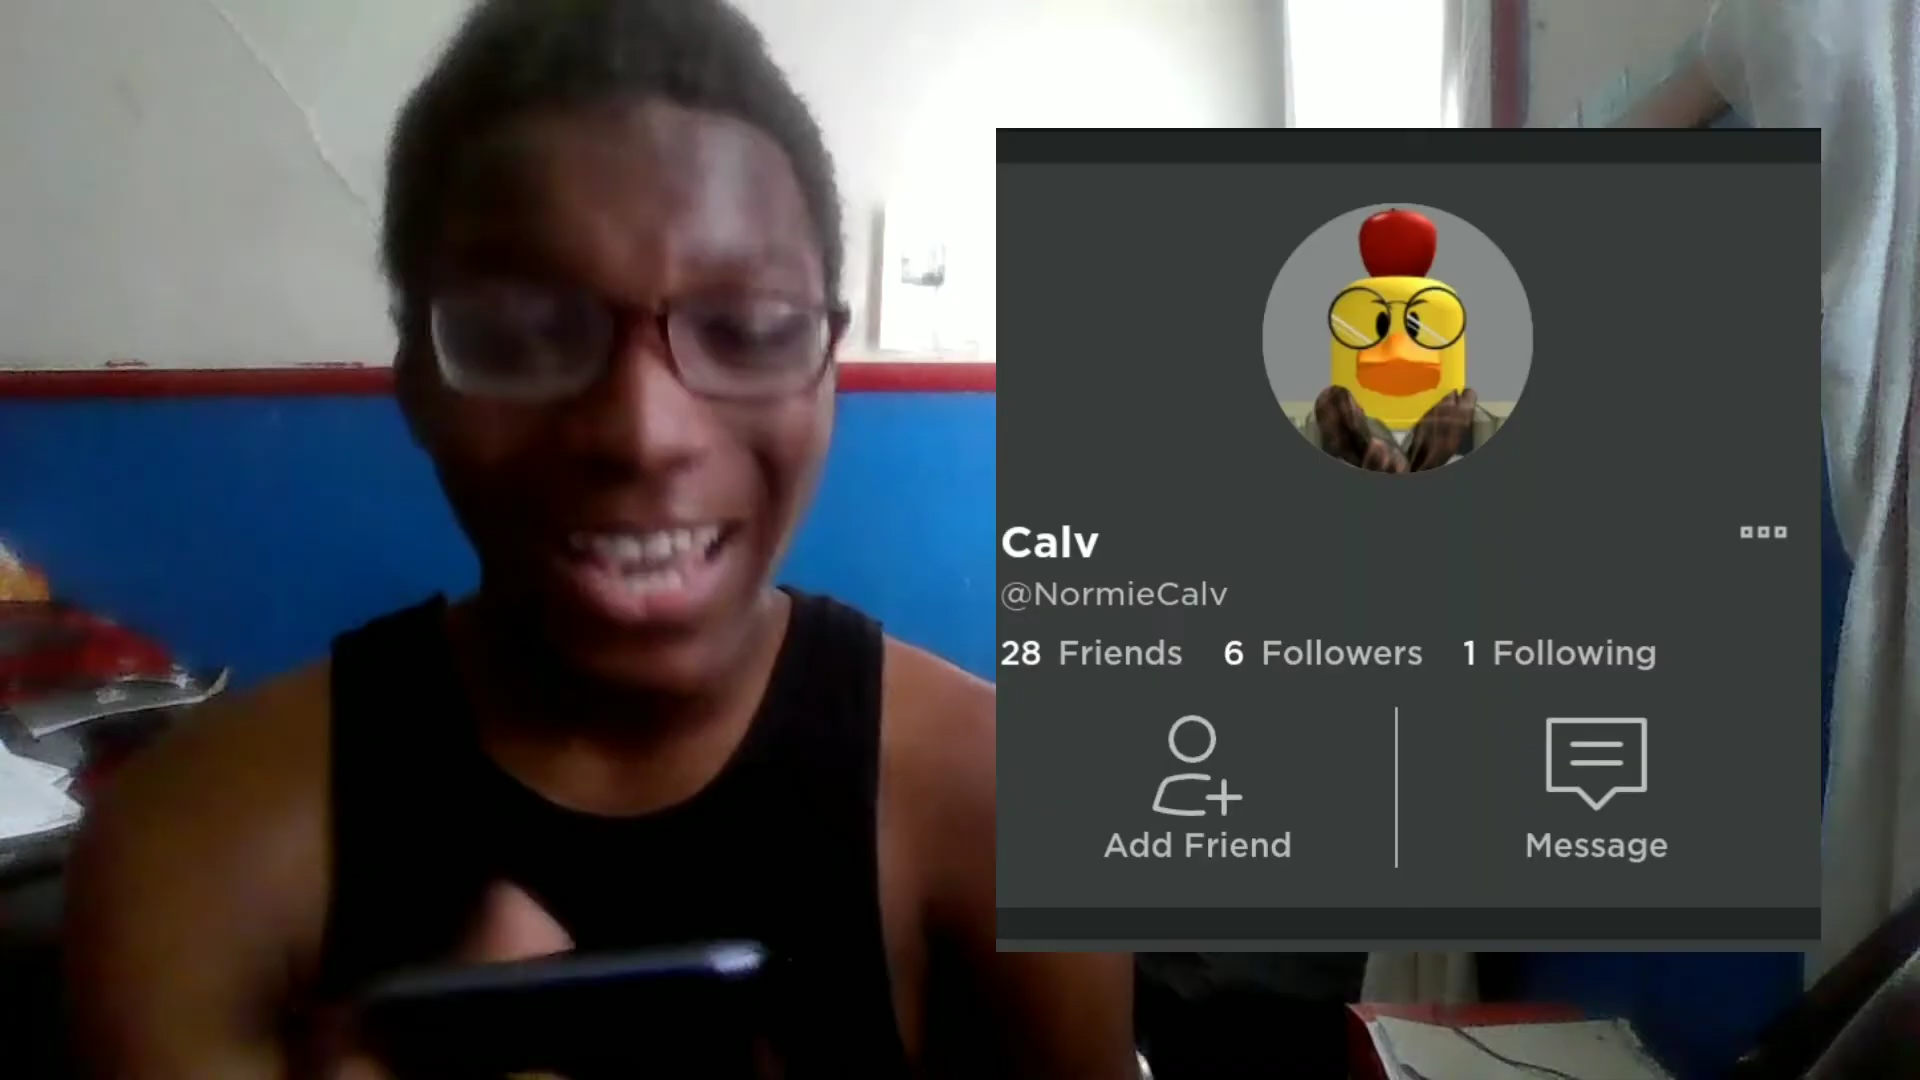 Calv
@NormieCalv
28 Friends 6 Followers 1 Following
Add Friend
Message